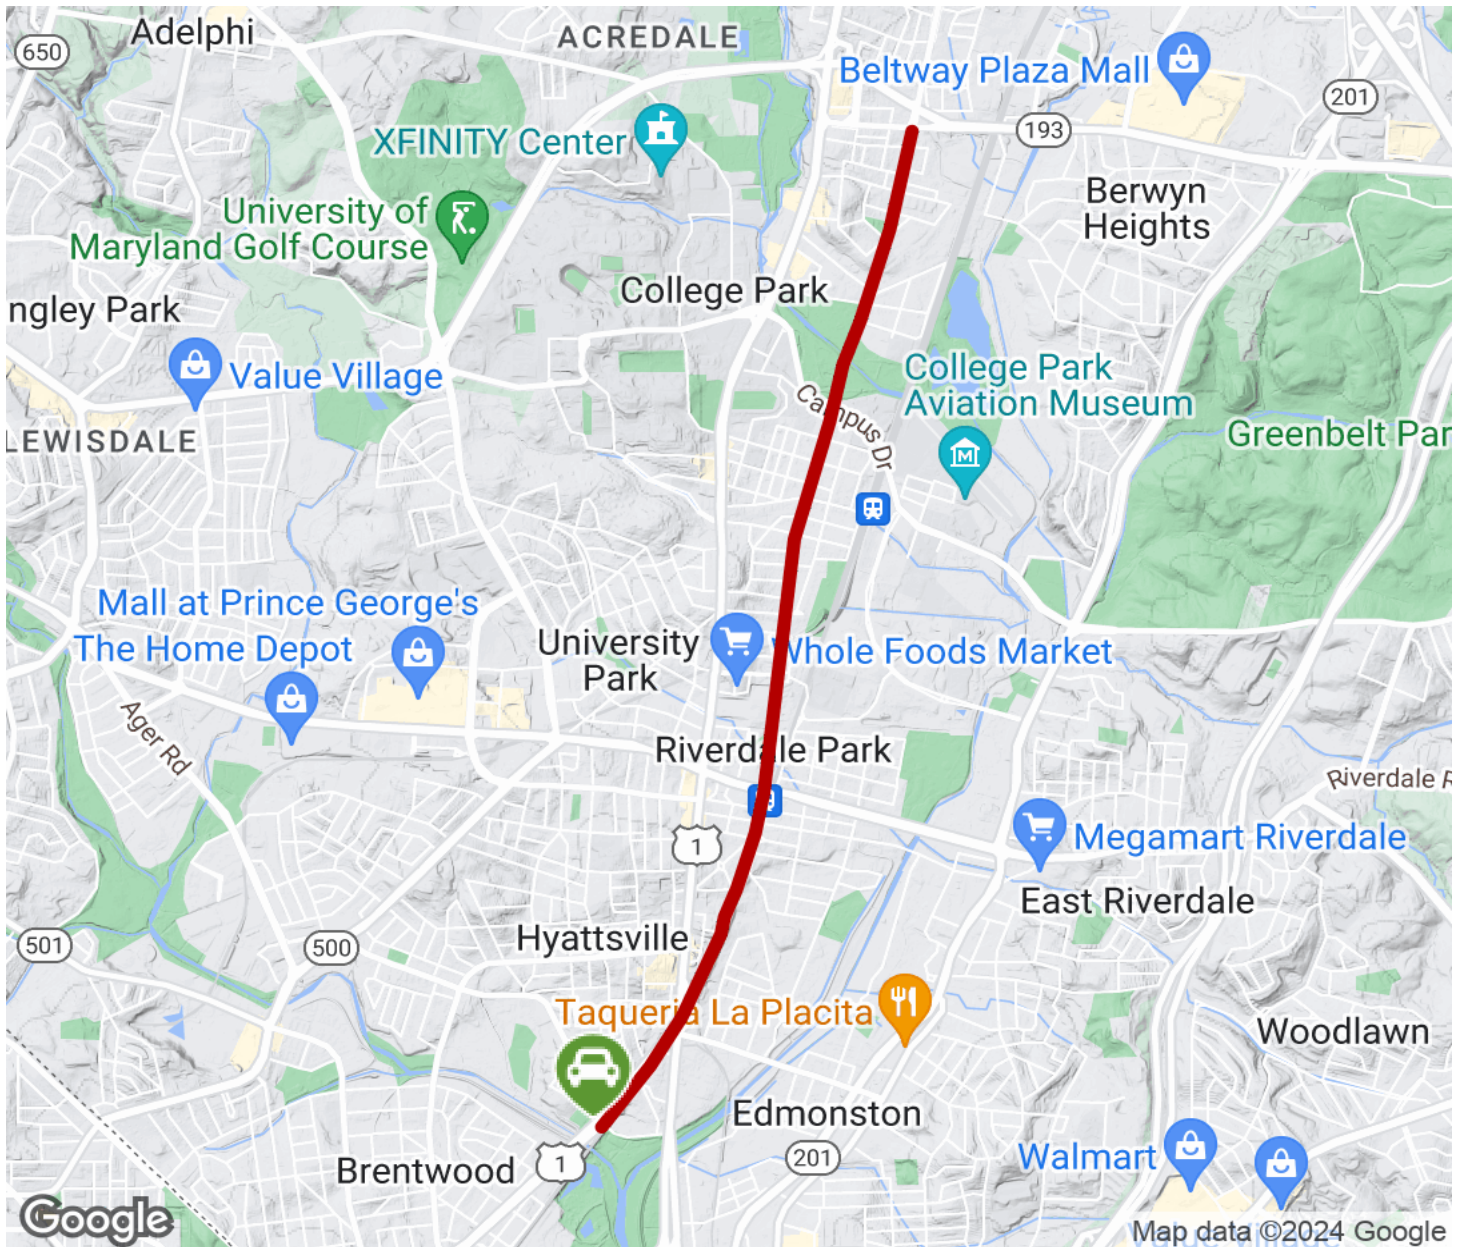 Adelphi
ACREDALE
650
Beltway Plaza Mall
201
193
XFINITY Center
Berwyn
Heights
University of
Maryland Golf Course
College Park
ngley Park
College Park
Aviation Museum
Value Village
Campus Dr
LEWISDALE
Greenbelt Par
Mall at Prince George's
The Home Depot
University
Park
Whole Foods Market
Ager Rd
Riverdale Park
Riverdale R
1
Megamart Riverdale
East Riverdale
Hyattsville
501
500
Taqueria La Placita
Woodlawn
Edmonston
Brentwood
1
201
Walmart
Google
Map data ©2024 Google
Value Village